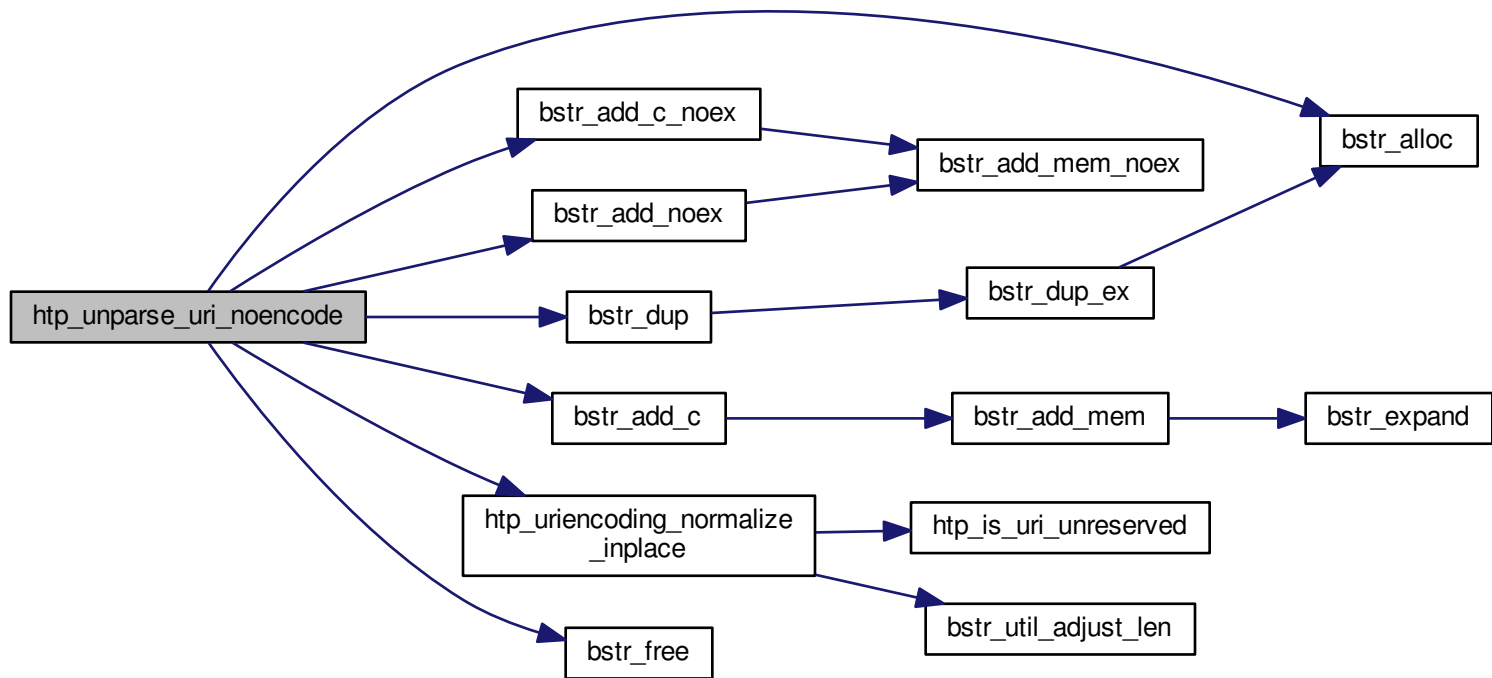 bstr_add_c_noex
bstr_alloc
bstr_add_mem_noex
bstr_add_noex
bstr_dup_ex
htp_unparse_uri_noencode
bstr_dup
bstr_add_c
bstr_add_mem
bstr_expand
htp_uriencoding_normalize
_inplace
htp_is_uri_unreserved
bstr_util_adjust_len
bstr_free